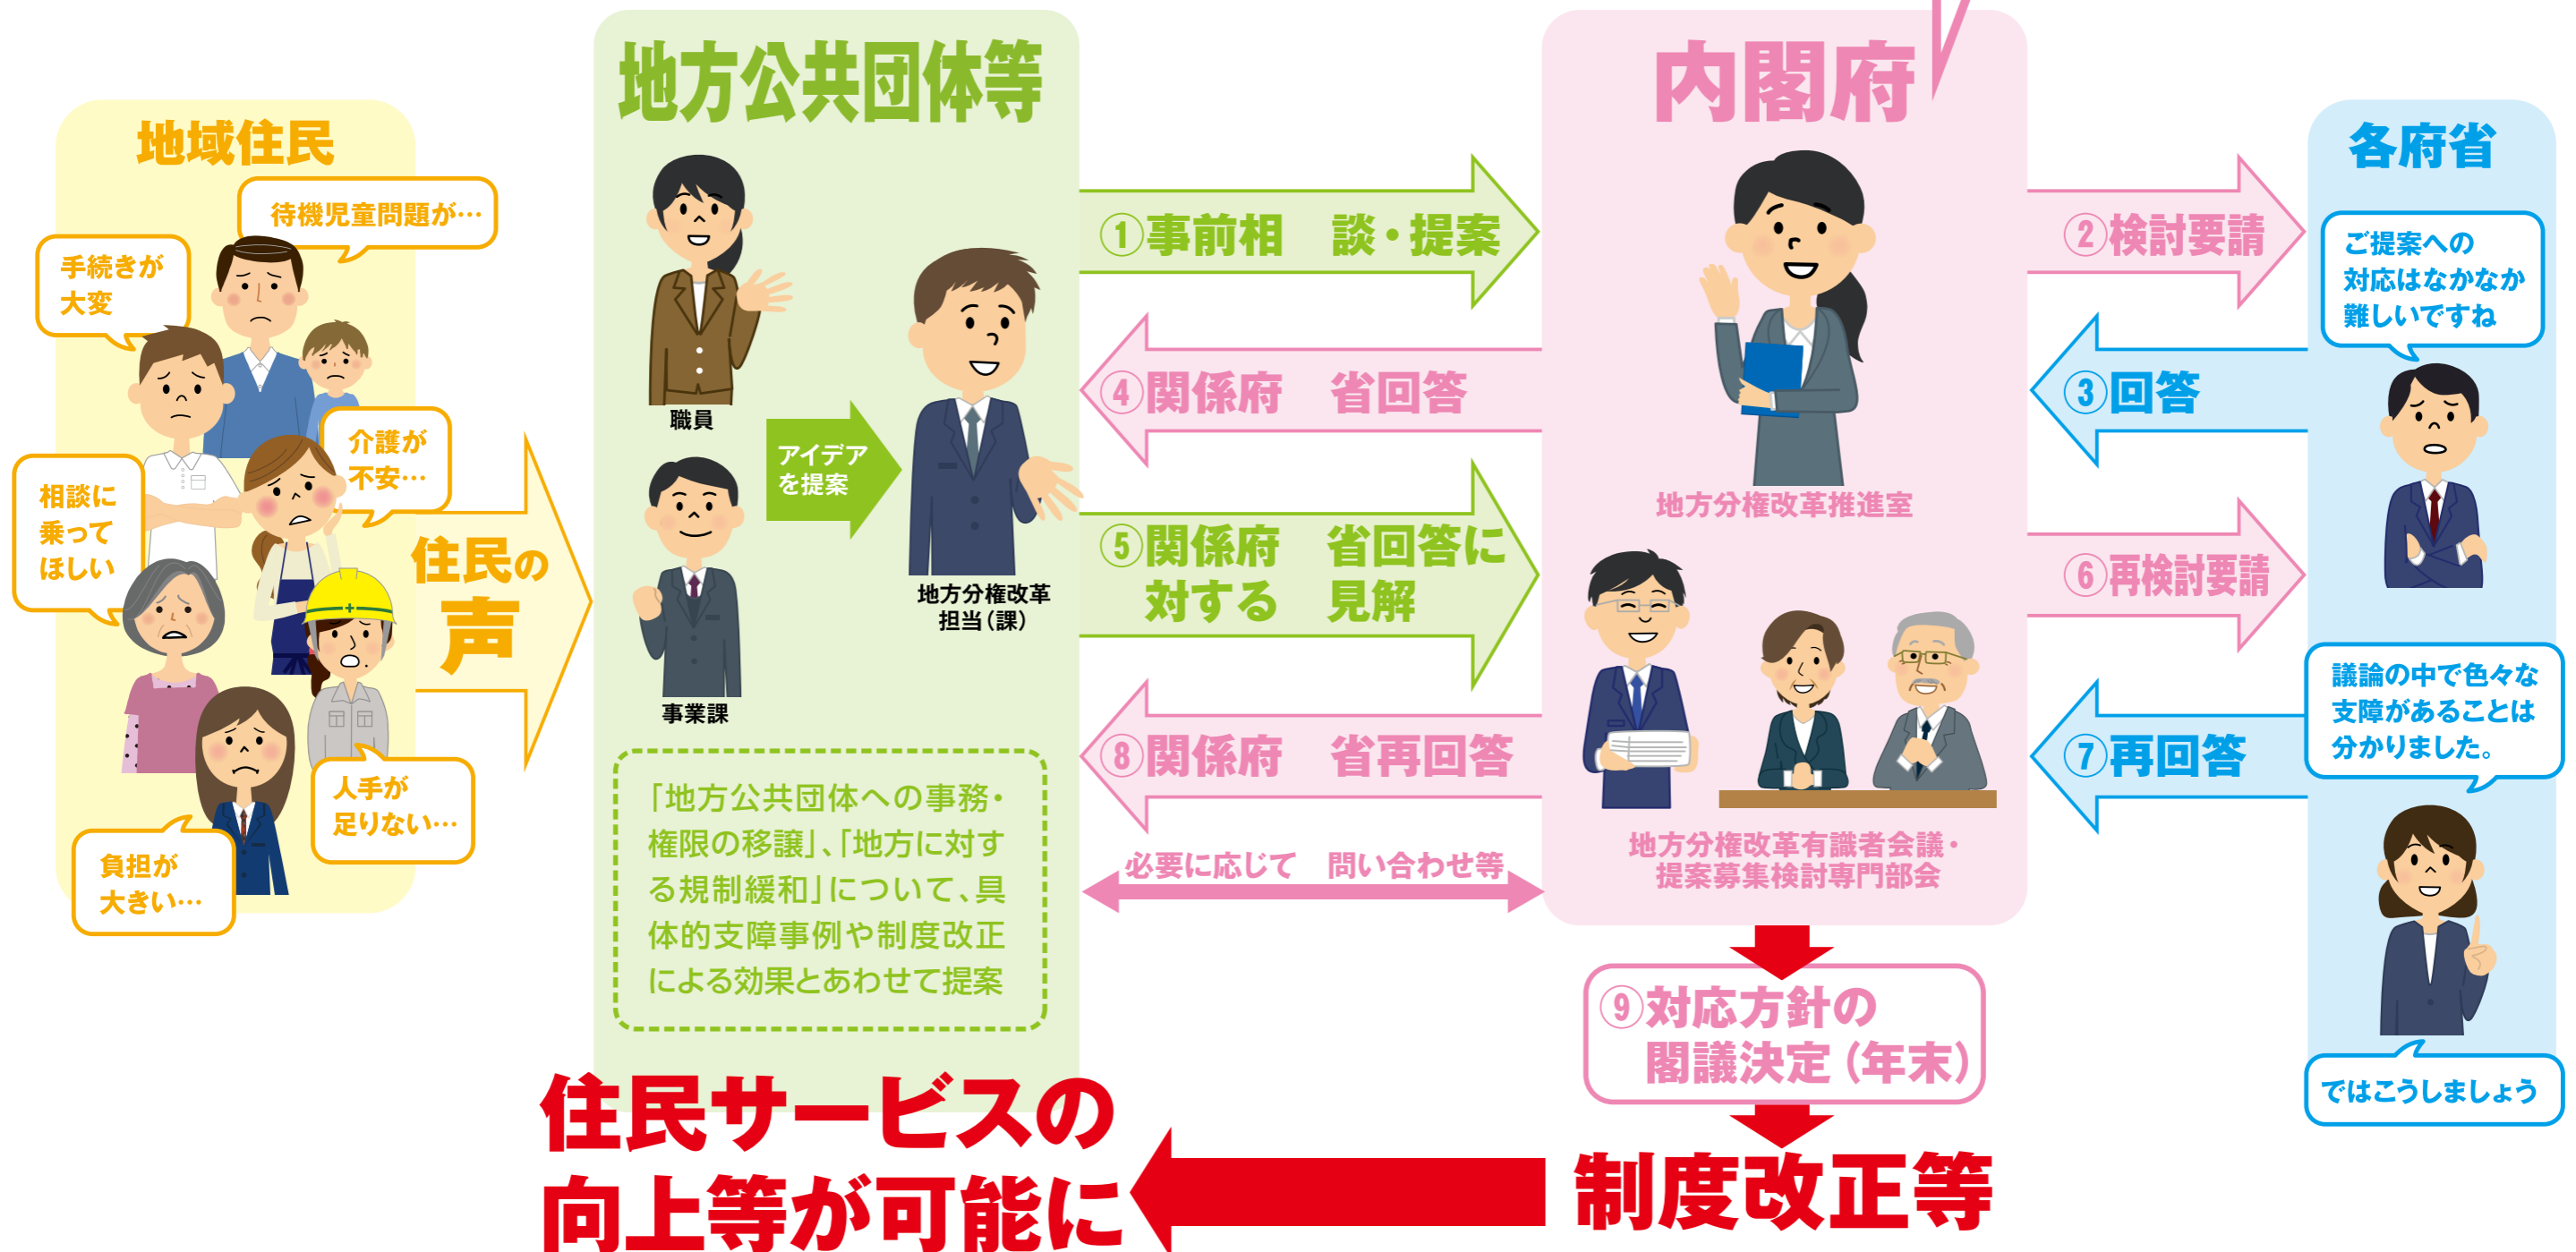 地域住民
待機児童問題が…
手続きが
大変
介護が
不安…
相談に
乗って
ほしい
人手が
足りない…
負担が
大きい…
住民の
声
地方公共団体等
職員
アイデア
を提案
事業課
地方分権改革
担当（課）
「地方公共団体への事務・
権限の移譲」、「地方に対す
る規制緩和」について、具
体的支障事例や制度改正
による効果とあわせて提案
①事前相　談・提案
④関係府　省回答
⑤関係府　省回答に
対する　見解
⑧関係府　省再回答
必要に応じて　問い合わせ等
内閣府
地方分権改革推進室
地方分権改革有識者会議・
提案募集検討専門部会
②検討要請
③回答
⑥再検討要請
⑦再回答
各府省
ご提案への
対応はなかなか
難しいですね
議論の中で色々な
支障があることは
分かりました。
ではこうしましょう
⑨対応方針の
閣議決定（年末）
制度改正等
住民サービスの
向上等が可能に